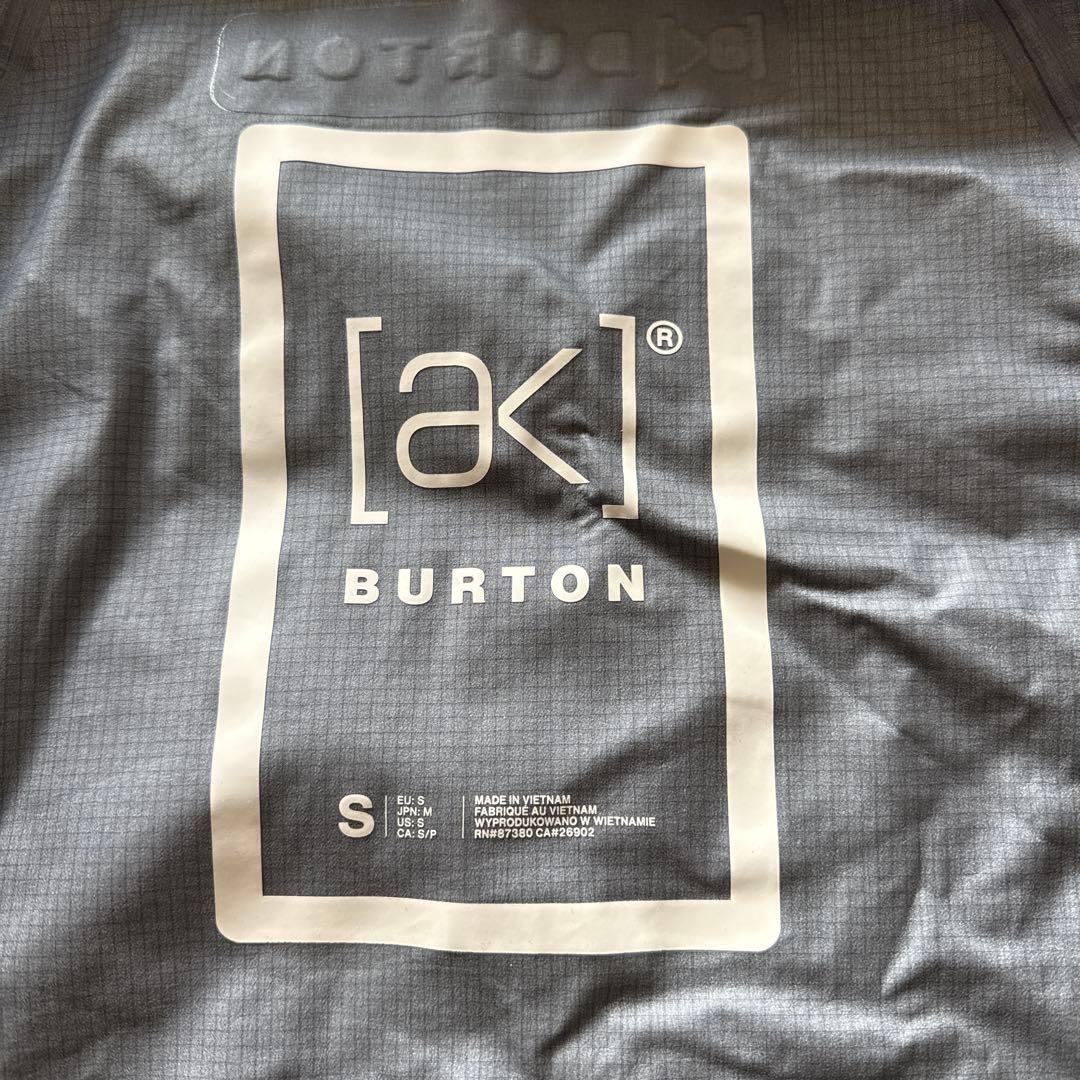 [ak]®
BURTON
S
EU: S
JPN: M
US: S
CA: S/P
MADE IN VIETNAM
FABRIQUÉ AU VIETNAM
WYPRODUKOWANO W WIETNAMIE
RN#87380 CA#26902